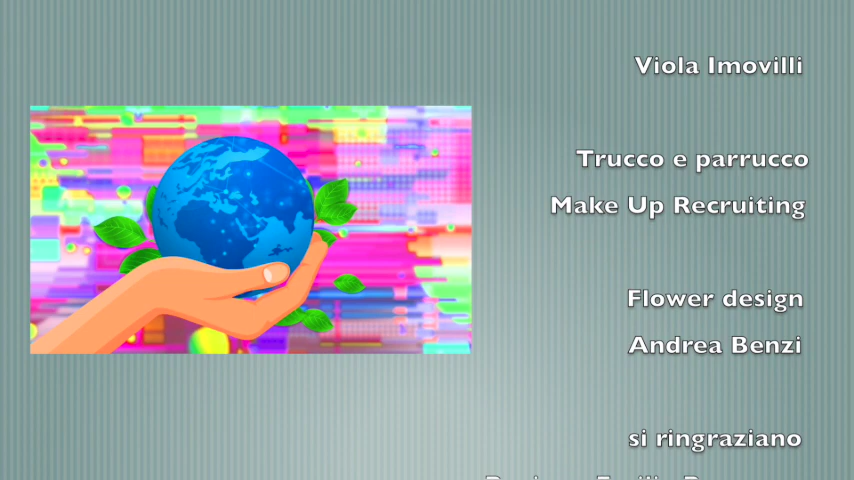 Viola Imovilli
Trucco e parrucco
Make Up Recruiting
Flower design
Andrea Benzi
si ringraziano